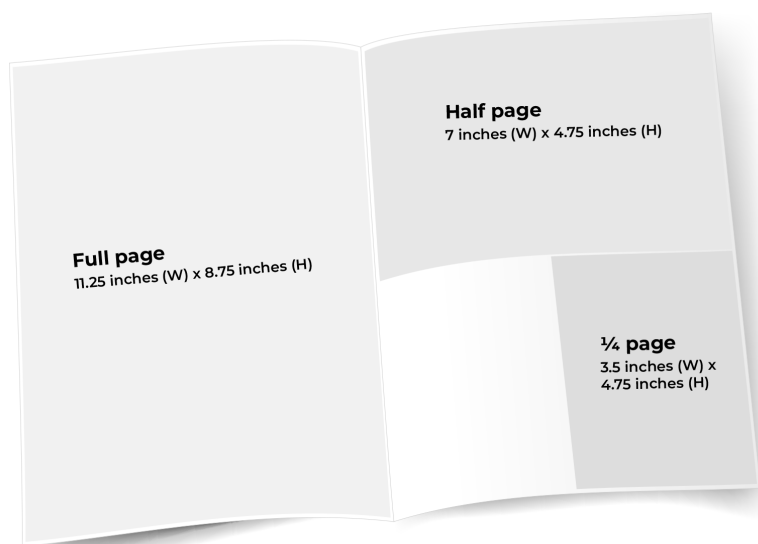 Full page
11.25 inches (W) x 8.75 inches (H)
Half page
7 inches (W) x 4.75 inches (H)
¼ page
3.5 inches (W) x
4.75 inches (H)